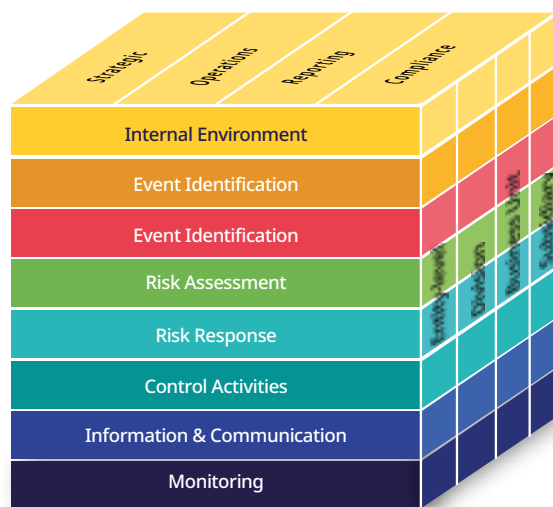 Strategic
Operations
Reporting
Compliance
Internal Environment
Event Identification
Event Identification
Risk Assessment
Risk Response
Control Activities
Information & Communication
Monitoring
Entity-level
Division
Business Unit
Subsidiary